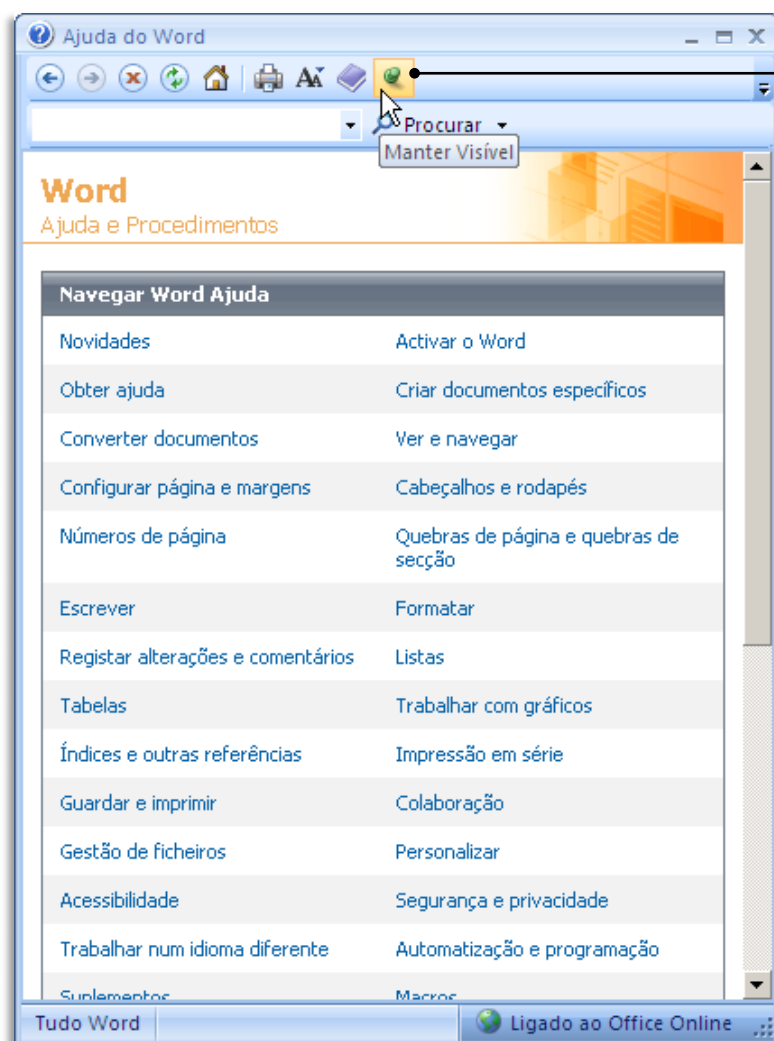 Ajuda do Word
Procurar
Manter Visível
Word
Ajuda e Procedimentos
Navegar Word Ajuda
Novidades Activar o Word
Obter ajuda Criar documentos específicos
Converter documentos Ver e navegar
Configurar página e margens Cabeçalhos e rodapés
Números de página Quebras de página e quebras de
secção
Escrever Formatar
Registar alterações e comentários Listas
Tabelas Trabalhar com gráficos
Índices e outras referências Impressão em série
Guardar e imprimir Colaboração
Gestão de ficheiros Personalizar
Acessibilidade Segurança e privacidade
Trabalhar num idioma diferente Automatização e programação
Suplementos Macros
Tudo Word Ligado ao Office Online